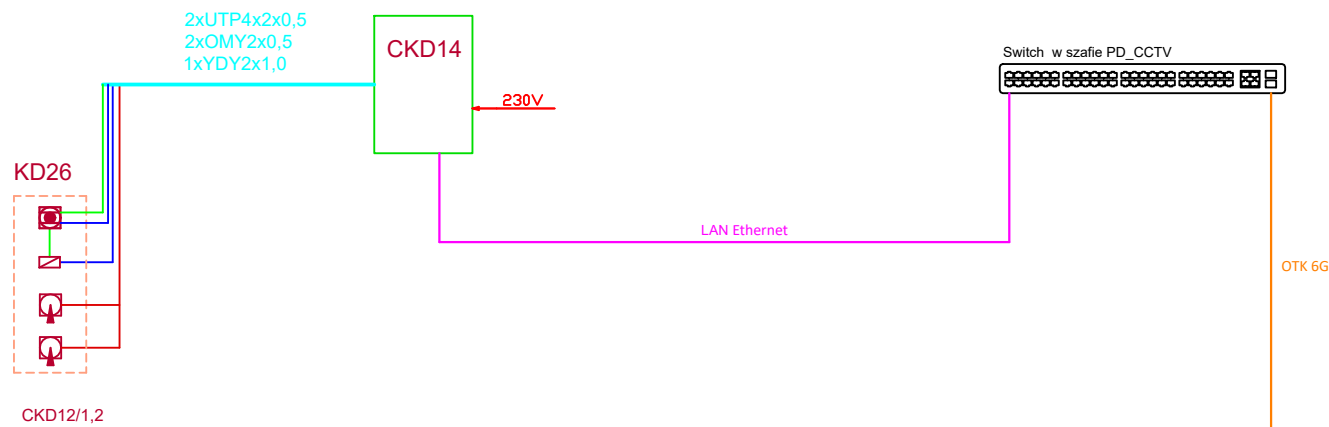 2xUTP4x2x0,5
2xOMY2x0,5
1xYDY2x1,0
CKD14
230V
Switch w szafie PD_CCTV
KD26
LAN Ethernet
OTK 6G
CKD12/1,2